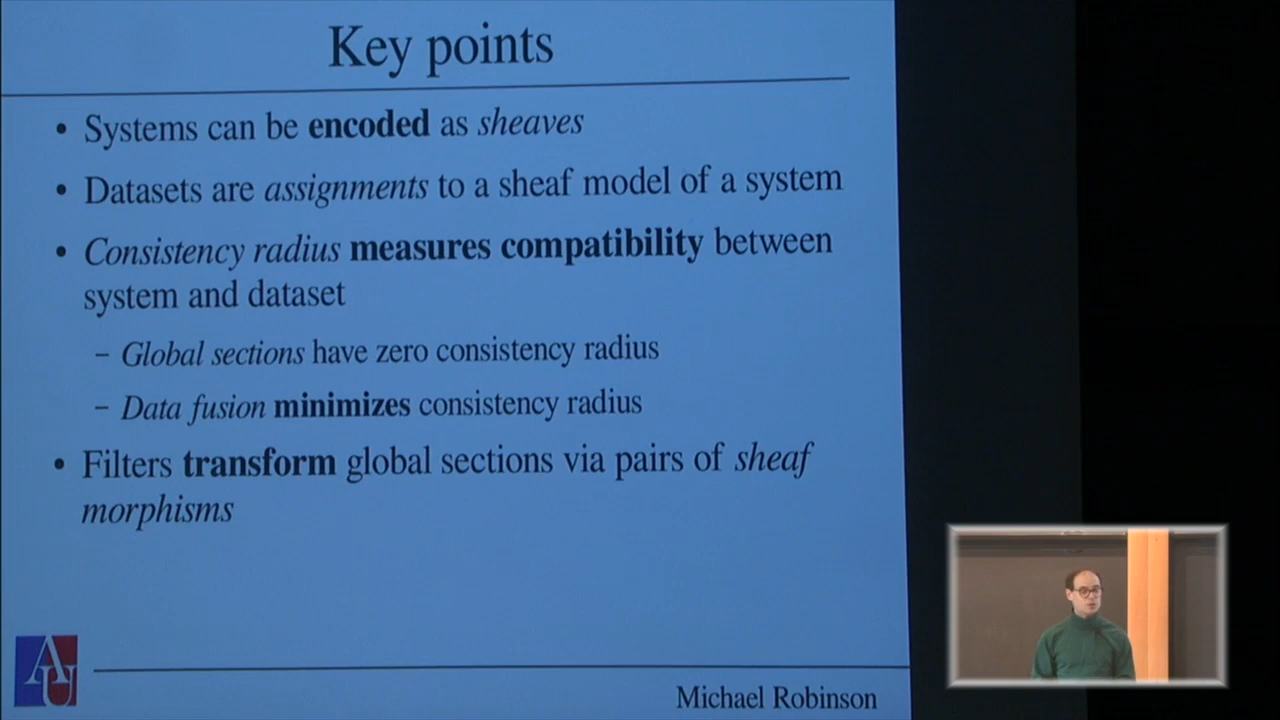 Key points
• Systems can be encoded as sheaves
• Datasets are assignments to a sheaf model of a system
• Consistency radius measures compatibility between
system and dataset
– Global sections have zero consistency radius
– Data fusion minimizes consistency radius
• Filters transform global sections via pairs of sheaf
morphisms
AU
Michael Robinson